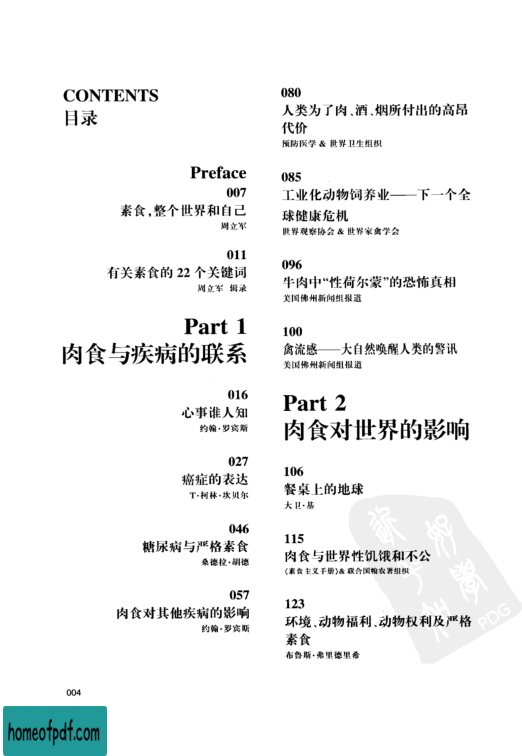 CONTENTS
目录
Preface
007
素食,整个世界和自己
周立军
011
有关素食的 22 个关键词
周立军 辑录
Part 1
肉食与疾病的联系
016
心事谁人知
约翰·罗宾斯
027
癌症的表达
T·柯林·坎贝尔
046
糖尿病与严格素食
桑德拉·胡德
057
肉食对其他疾病的影响
约翰·罗宾斯
080
人类为了肉、酒、烟所付出的高昂
代价
预防医学 & 世界卫生组织
085
工业化动物饲养业——下一个全
球健康危机
世界观察协会 & 世界家禽学会
096
牛肉中“性荷尔蒙”的恐怖真相
美国佛州新闻组报道
100
禽流感——大自然唤醒人类的警讯
美国佛州新闻组报道
Part 2
肉食对世界的影响
106
餐桌上的地球
大卫·基
115
肉食与世界性饥饿和不公
《素食主义手册》& 联合国粮农署组织
123
环境、动物福利、动物权利及严格
素食
布鲁斯·弗里德里希
PDG
004
homeofpdf.com